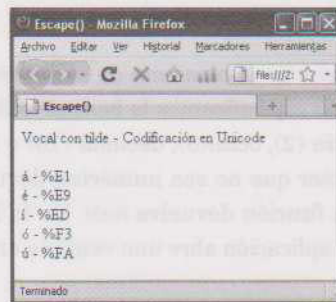 Escape() - Mozilla Firefox
Archivo Editar Ver Historial Marcadores Herramientas
file:///Z:
Escape()
Vocal con tilde - Codificación en Unicode
á - %E1
é - %E9
í - %ED
ó - %F3
ú - %FA
Terminado